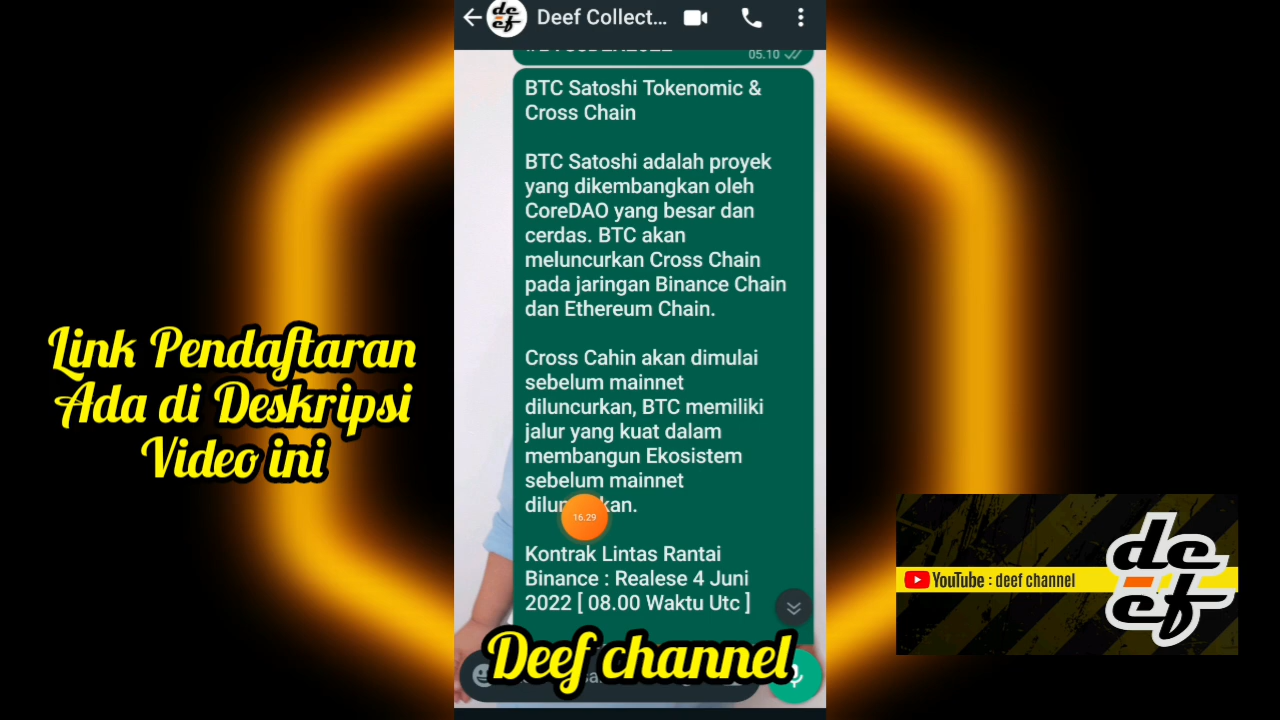 Deef Collect...
05.10
BTC Satoshi Tokenomic &
Cross Chain
BTC Satoshi adalah proyek
yang dikembangkan oleh
CoreDAO yang besar dan
cerdas. BTC akan
meluncurkan Cross Chain
pada jaringan Binance Chain
dan Ethereum Chain.
Cross Cahin akan dimulai
sebelum mainnet
diluncurkan, BTC memiliki
jalur yang kuat dalam
membangun Ekosistem
sebelum mainnet
16.29
Kontrak Lintas Rantai
Binance : Realese 4 Juni
2022 [ 08.00 Waktu Utc ]
Link Pendaftaran
Ada di Deskripsi
Video ini
Deef channel
YouTube : deef channel
de-ef